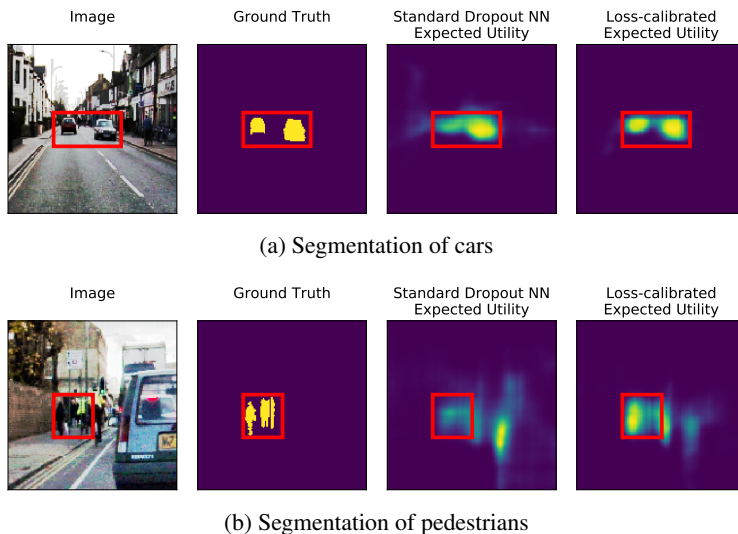 Image
Ground Truth
Standard Dropout NN
Expected Utility
Loss-calibrated
Expected Utility
(a) Segmentation of cars
Image
Ground Truth
Standard Dropout NN
Expected Utility
Loss-calibrated
Expected Utility
(b) Segmentation of pedestrians